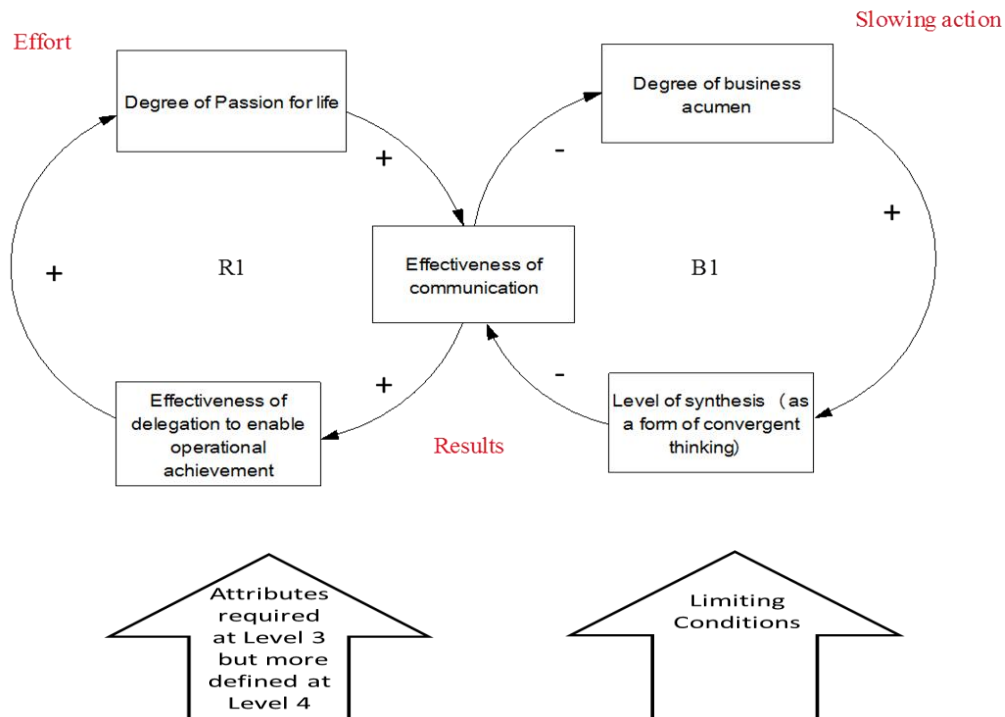 Effort
Slowing action
Degree of Passion for life
Degree of business
acumen
+
-
+
+
R1
Effectiveness of
communication
B1
+
-
Effectiveness of
delegation to enable
operational
achievement
Level of synthesis （as
a form of convergent
thinking)
Results
Attributes
required
at Level 3
but more
defined at
Level 4
Limiting
Conditions